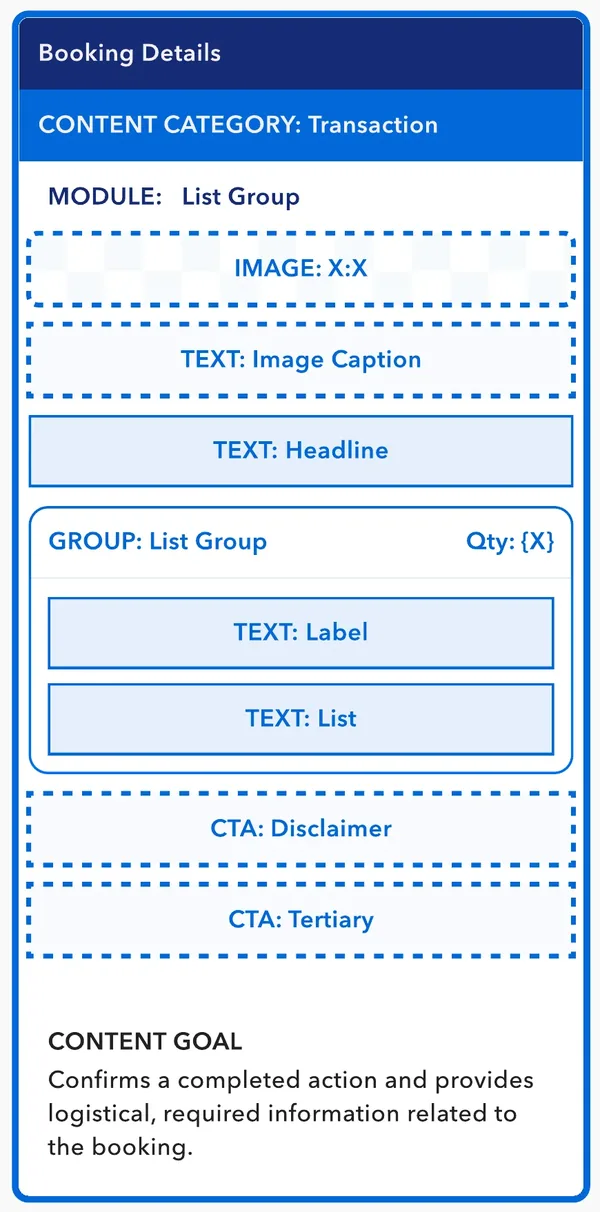 Booking Details
CONTENT CATEGORY: Transaction
MODULE: List Group
IMAGE: X:X
TEXT: Image Caption
TEXT: Headline
GROUP: List Group Qty: {X}
TEXT: Label
TEXT: List
CTA: Disclaimer
CTA: Tertiary
CONTENT GOAL
Confirms a completed action and provides
logistical, required information related to
the booking.